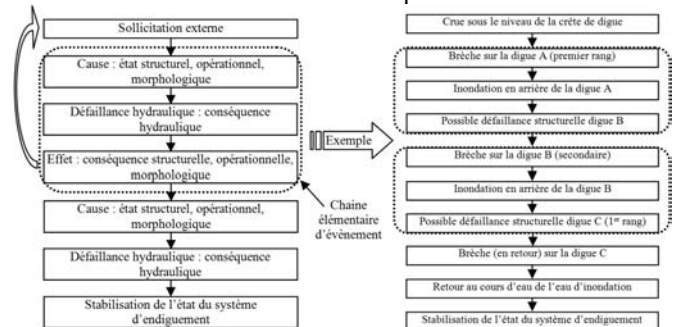 Sollicitation externe
Cause : état structurel, opérationnel,
morphologique
Défaillance hydraulique : conséquence
hydraulique
Effet : conséquence structurelle, opérationnelle,
morphologique
Cause : état structurel, opérationnel,
morphologique
Défaillance hydraulique : conséquence
hydraulique
Stabilisation de l'état du système
d'endiguement
Exemple
Chaine
élémentaire
d'évènement
Crue sous le niveau de la crête de digue
Brèche sur la digue A (premier rang)
Inondation en arrière de la digue A
Possible défaillance structurelle digue B
Brèche sur la digue B (secondaire)
Inondation en arrière de la digue B
Possible défaillance structurelle digue C (1er rang)
Brèche (en retour) sur la digue C
Retour au cours d'eau de l'eau d'inondation
Stabilisation de l'état du système d'endiguement